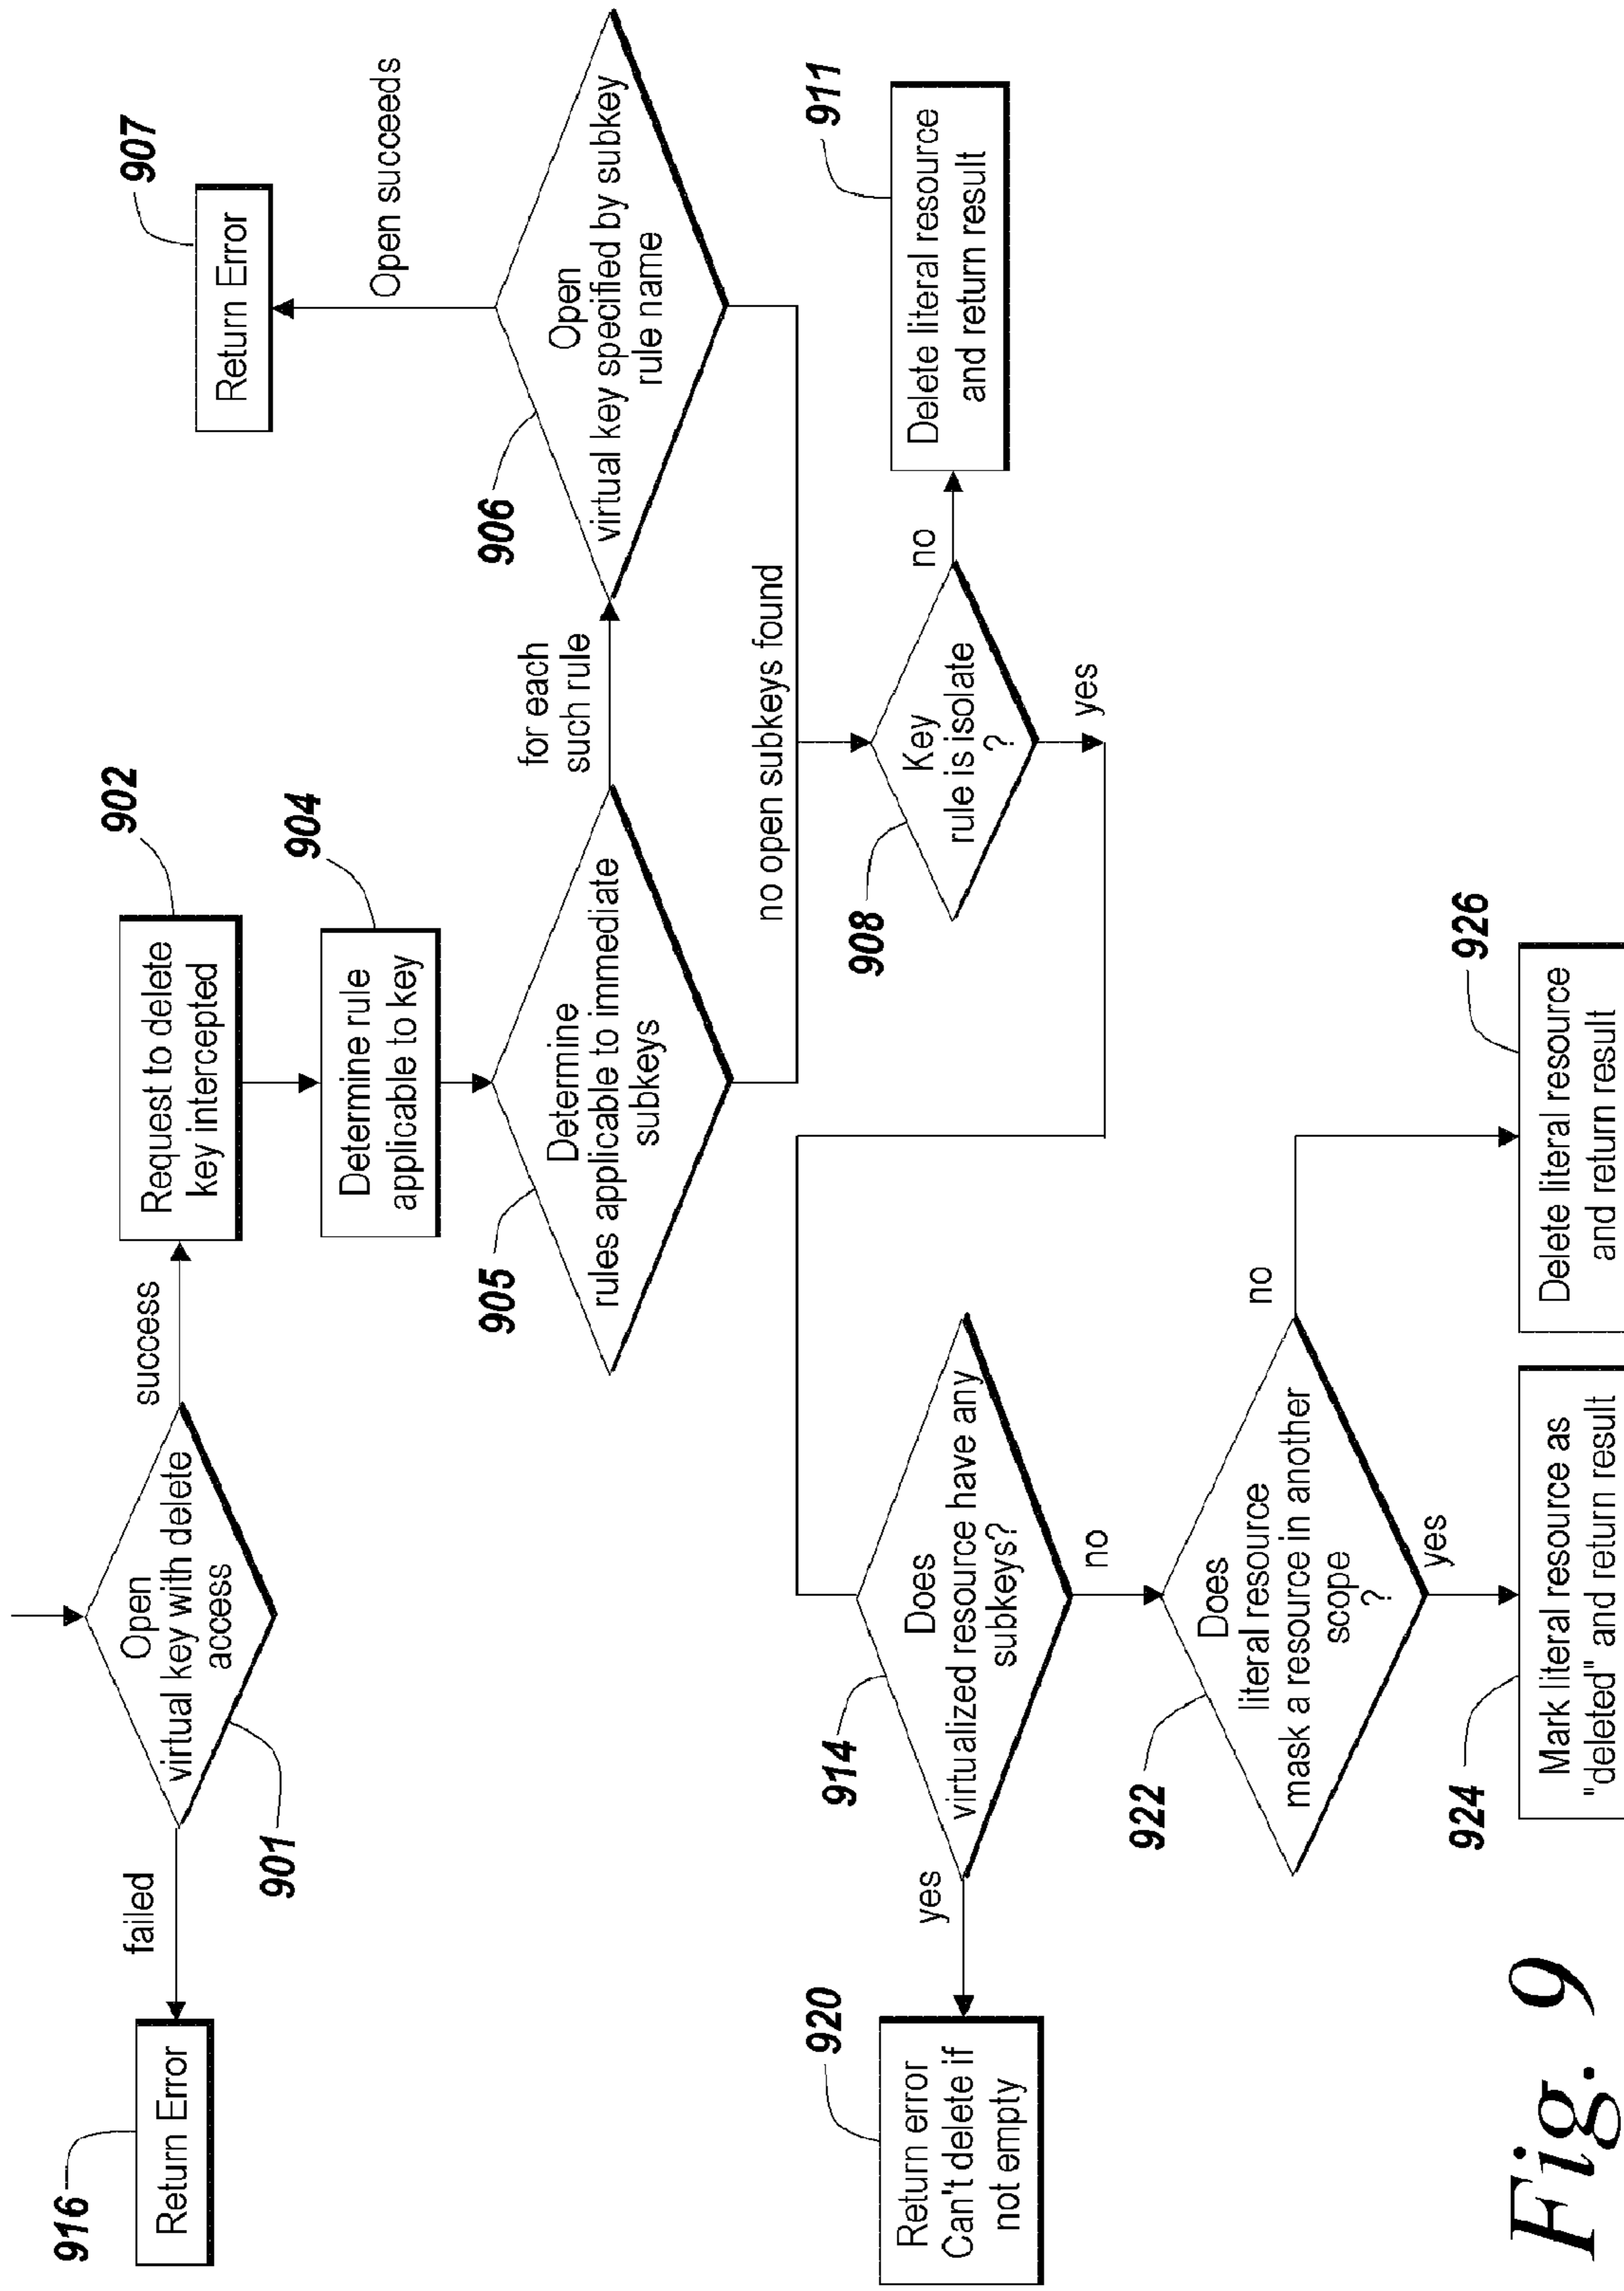 916
Return Error
failed
Open
virtual key with delete
access
901
success
902
Request to delete
key intercepted
904
Determine rule
applicable to key
905
Determine
rules applicable to immediate
subkeys
for each
such rule
906
Open
virtual key specified by subkey
rule name
Open succeeds
907
Return Error
no open subkeys found
908
Key
rule is isolate
?
no
911
Delete literal resource
and return result
yes
914
Does
virtualized resource have any
subkeys?
yes
920
Return error
Can't delete if
not empty
no
922
Does
literal resource
mask a resource in another
scope
?
no
926
Delete literal resource
and return result
yes
924
Mark literal resource as
"deleted" and return result
Fig. 9